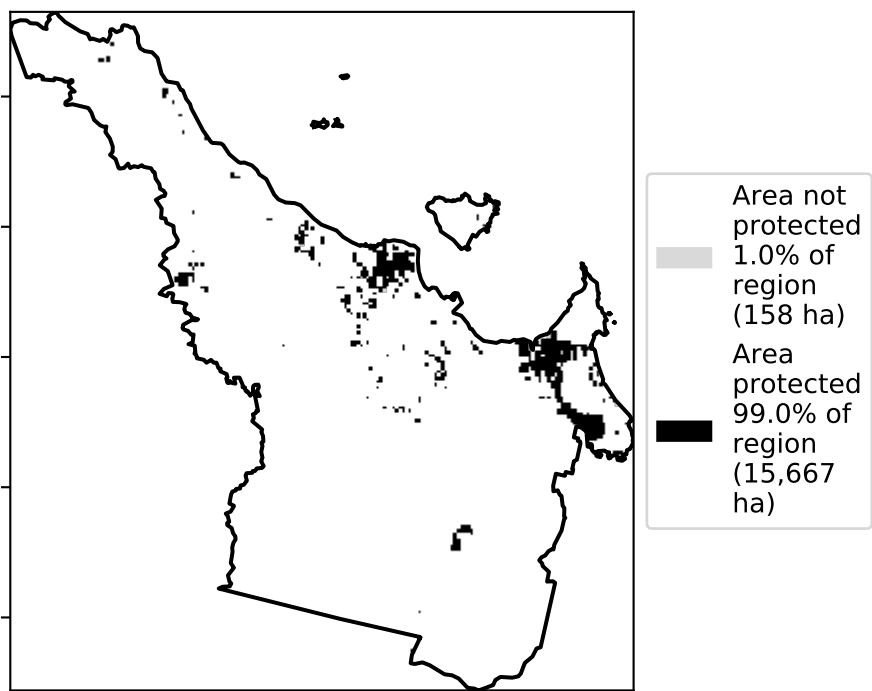 Area not
protected
1.0% of
region
(158 ha)
Area
protected
99.0% of
region
(15,667
ha)